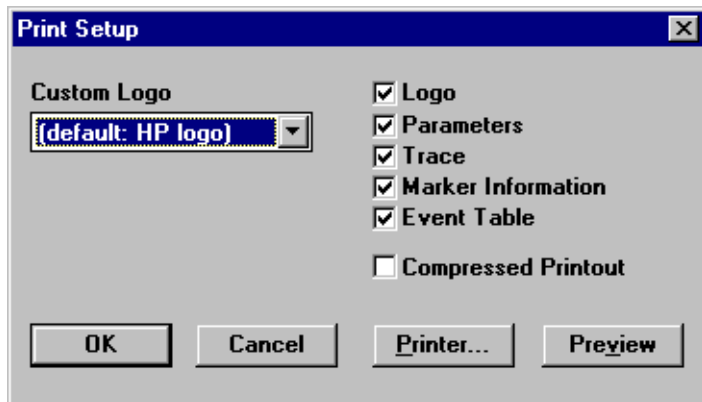 Print Setup
Custom Logo
(default: HP logo)
Logo
Parameters
Trace
Marker Information
Event Table
Compressed Printout
OK
Cancel
Printer...
Preview